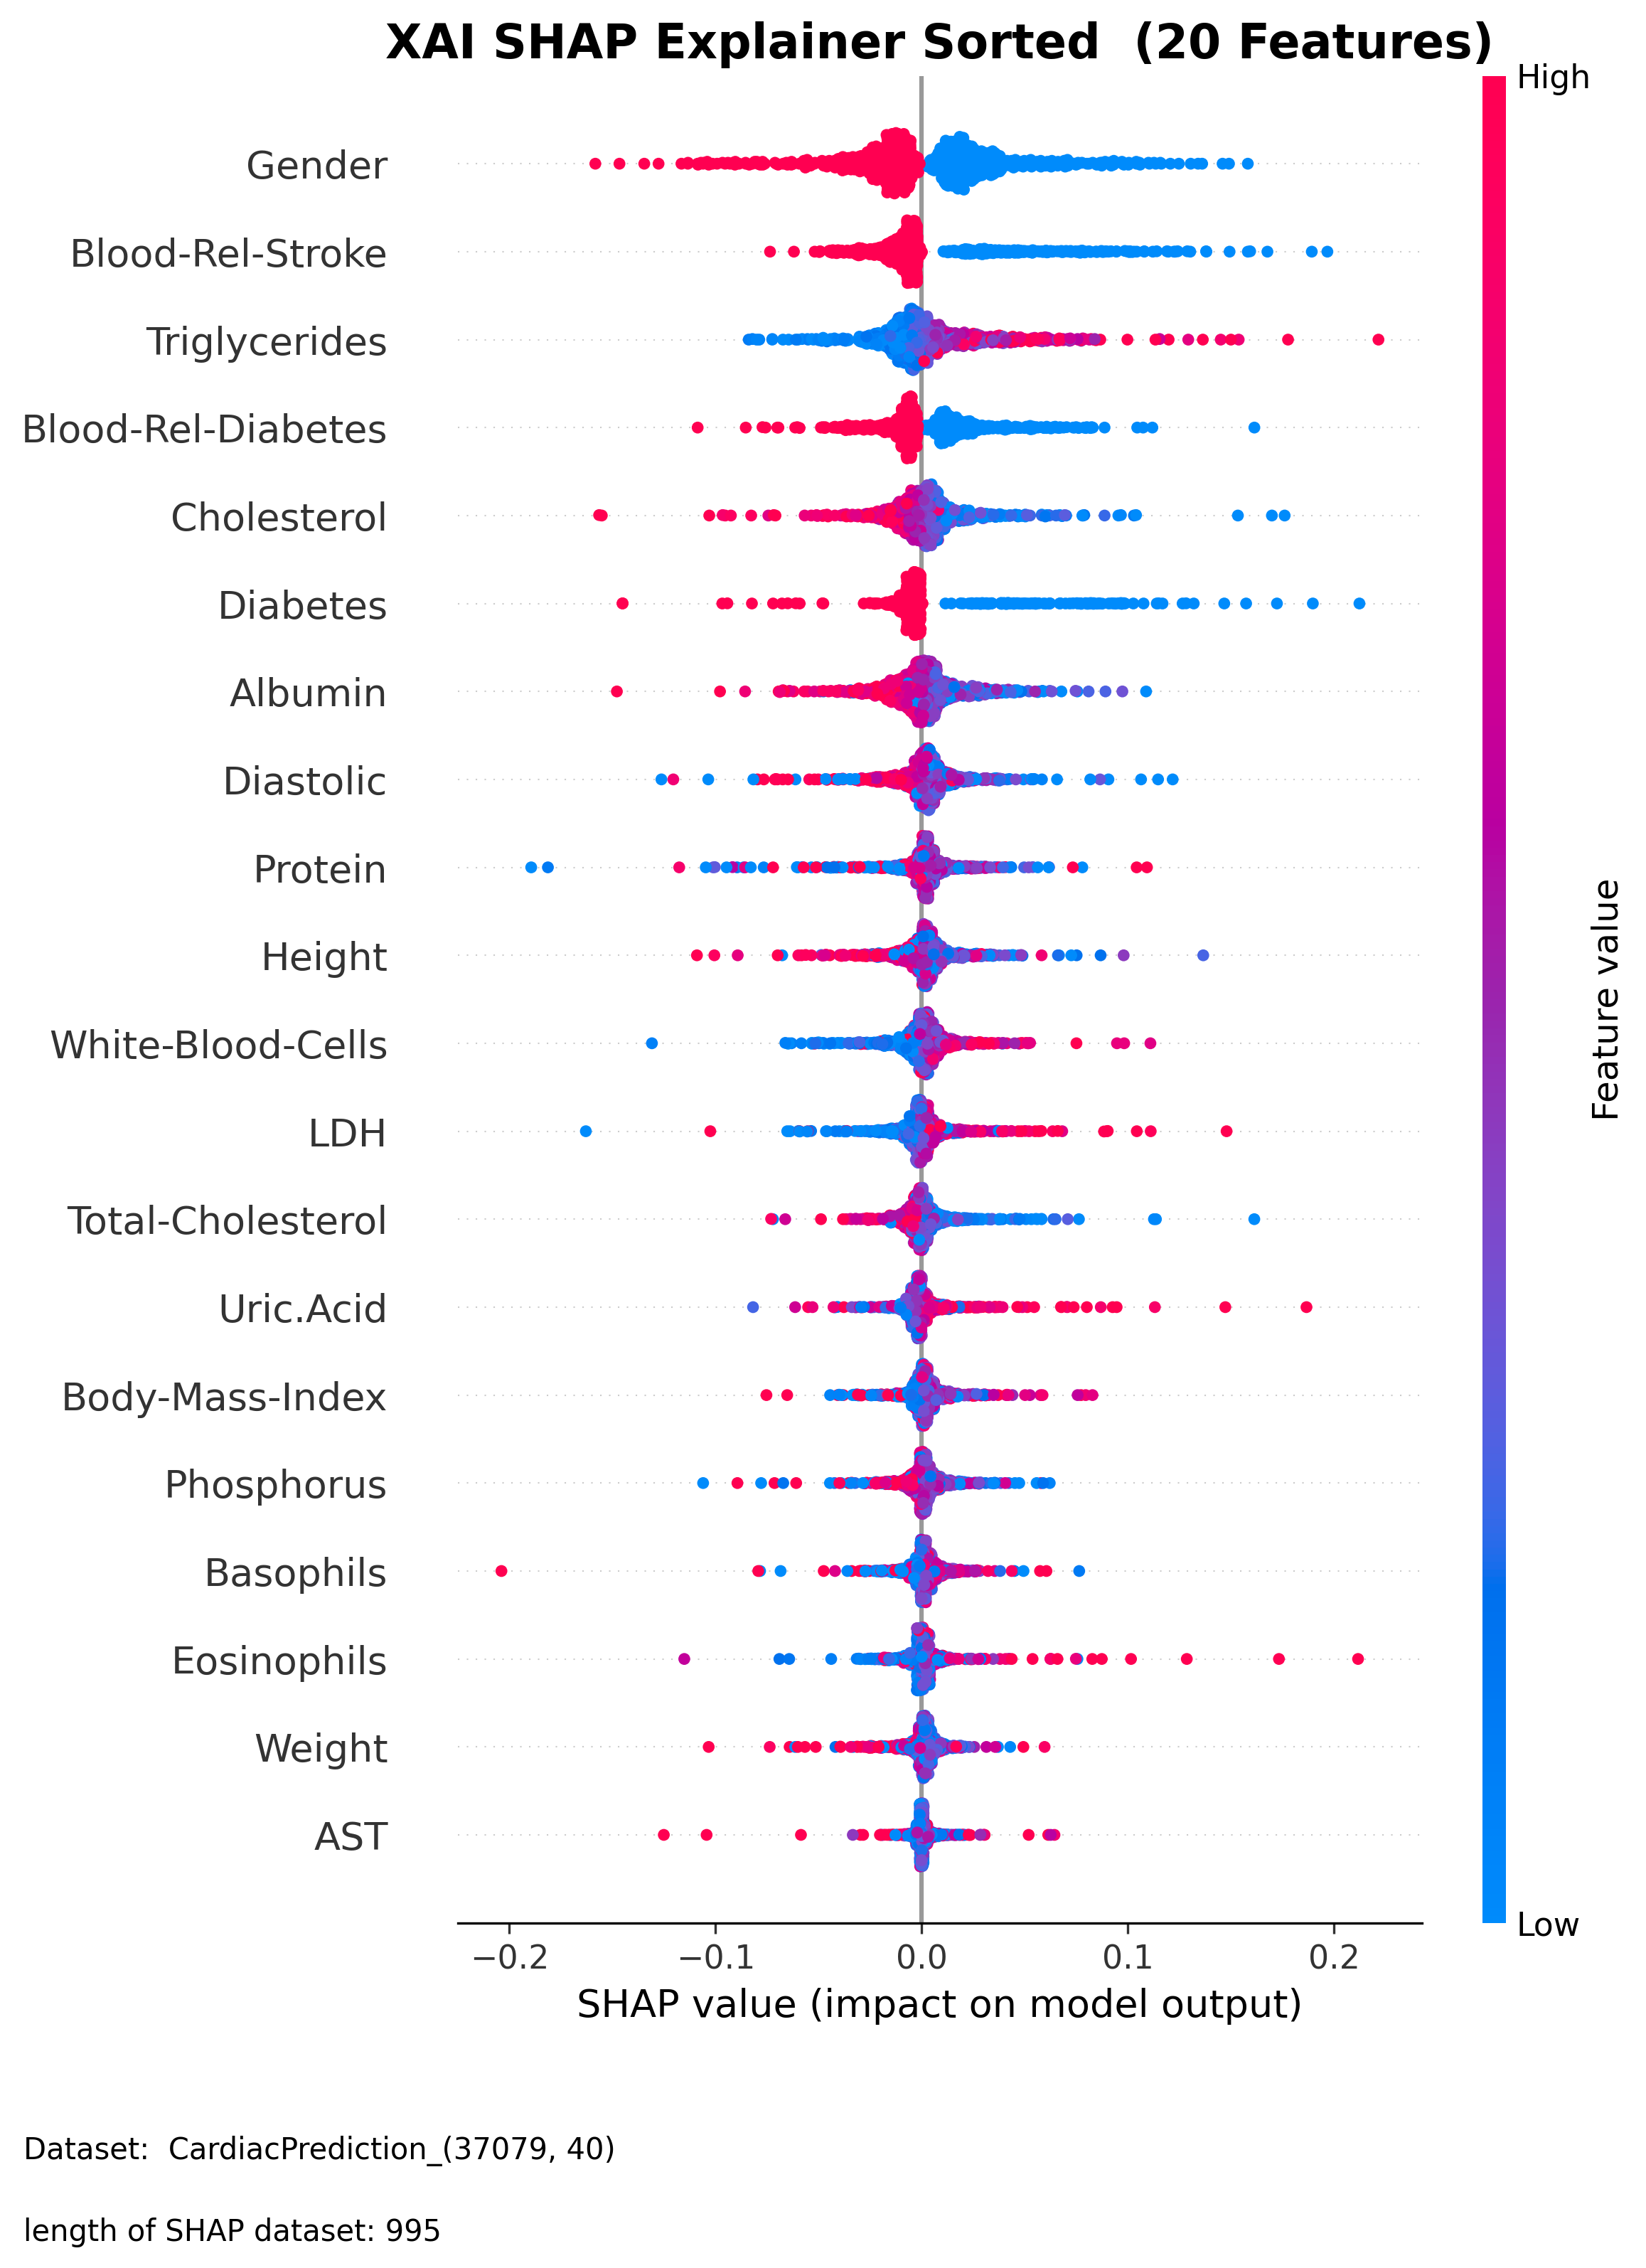 XAI SHAP Explainer Sorted  (20 Features)
High
Gender
Blood-Rel-Stroke
Triglycerides
Blood-Rel-Diabetes
Cholesterol
Diabetes
Albumin
Diastolic
Protein
Height
White-Blood-Cells
LDH
Total-Cholesterol
Uric.Acid
Body-Mass-Index
Phosphorus
Basophils
Eosinophils
Weight
AST
Feature value
Low
−0.2 −0.1 0.0 0.1 0.2
SHAP value (impact on model output)
Dataset:  CardiacPrediction_(37079, 40)
length of SHAP dataset: 995